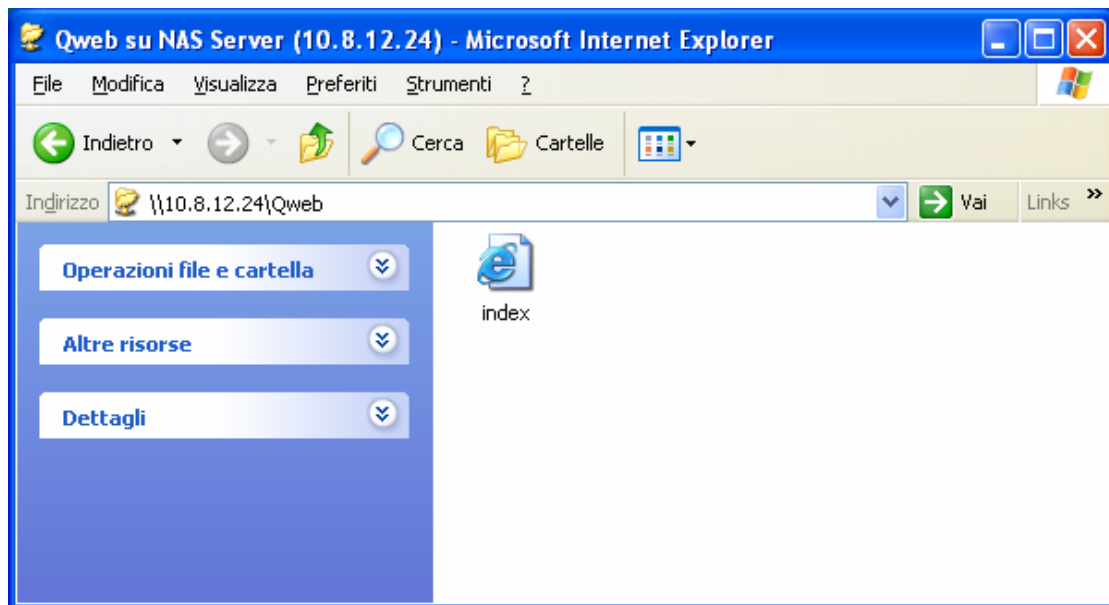 Qweb su NAS Server (10.8.12.24) - Microsoft Internet Explorer
File Modifica Visualizza Preferiti Strumenti ?
Indietro Cerca Cartelle
Indirizzo \\10.8.12.24\Qweb Vai Links »
Operazioni file e cartella
index
Altre risorse
Dettagli